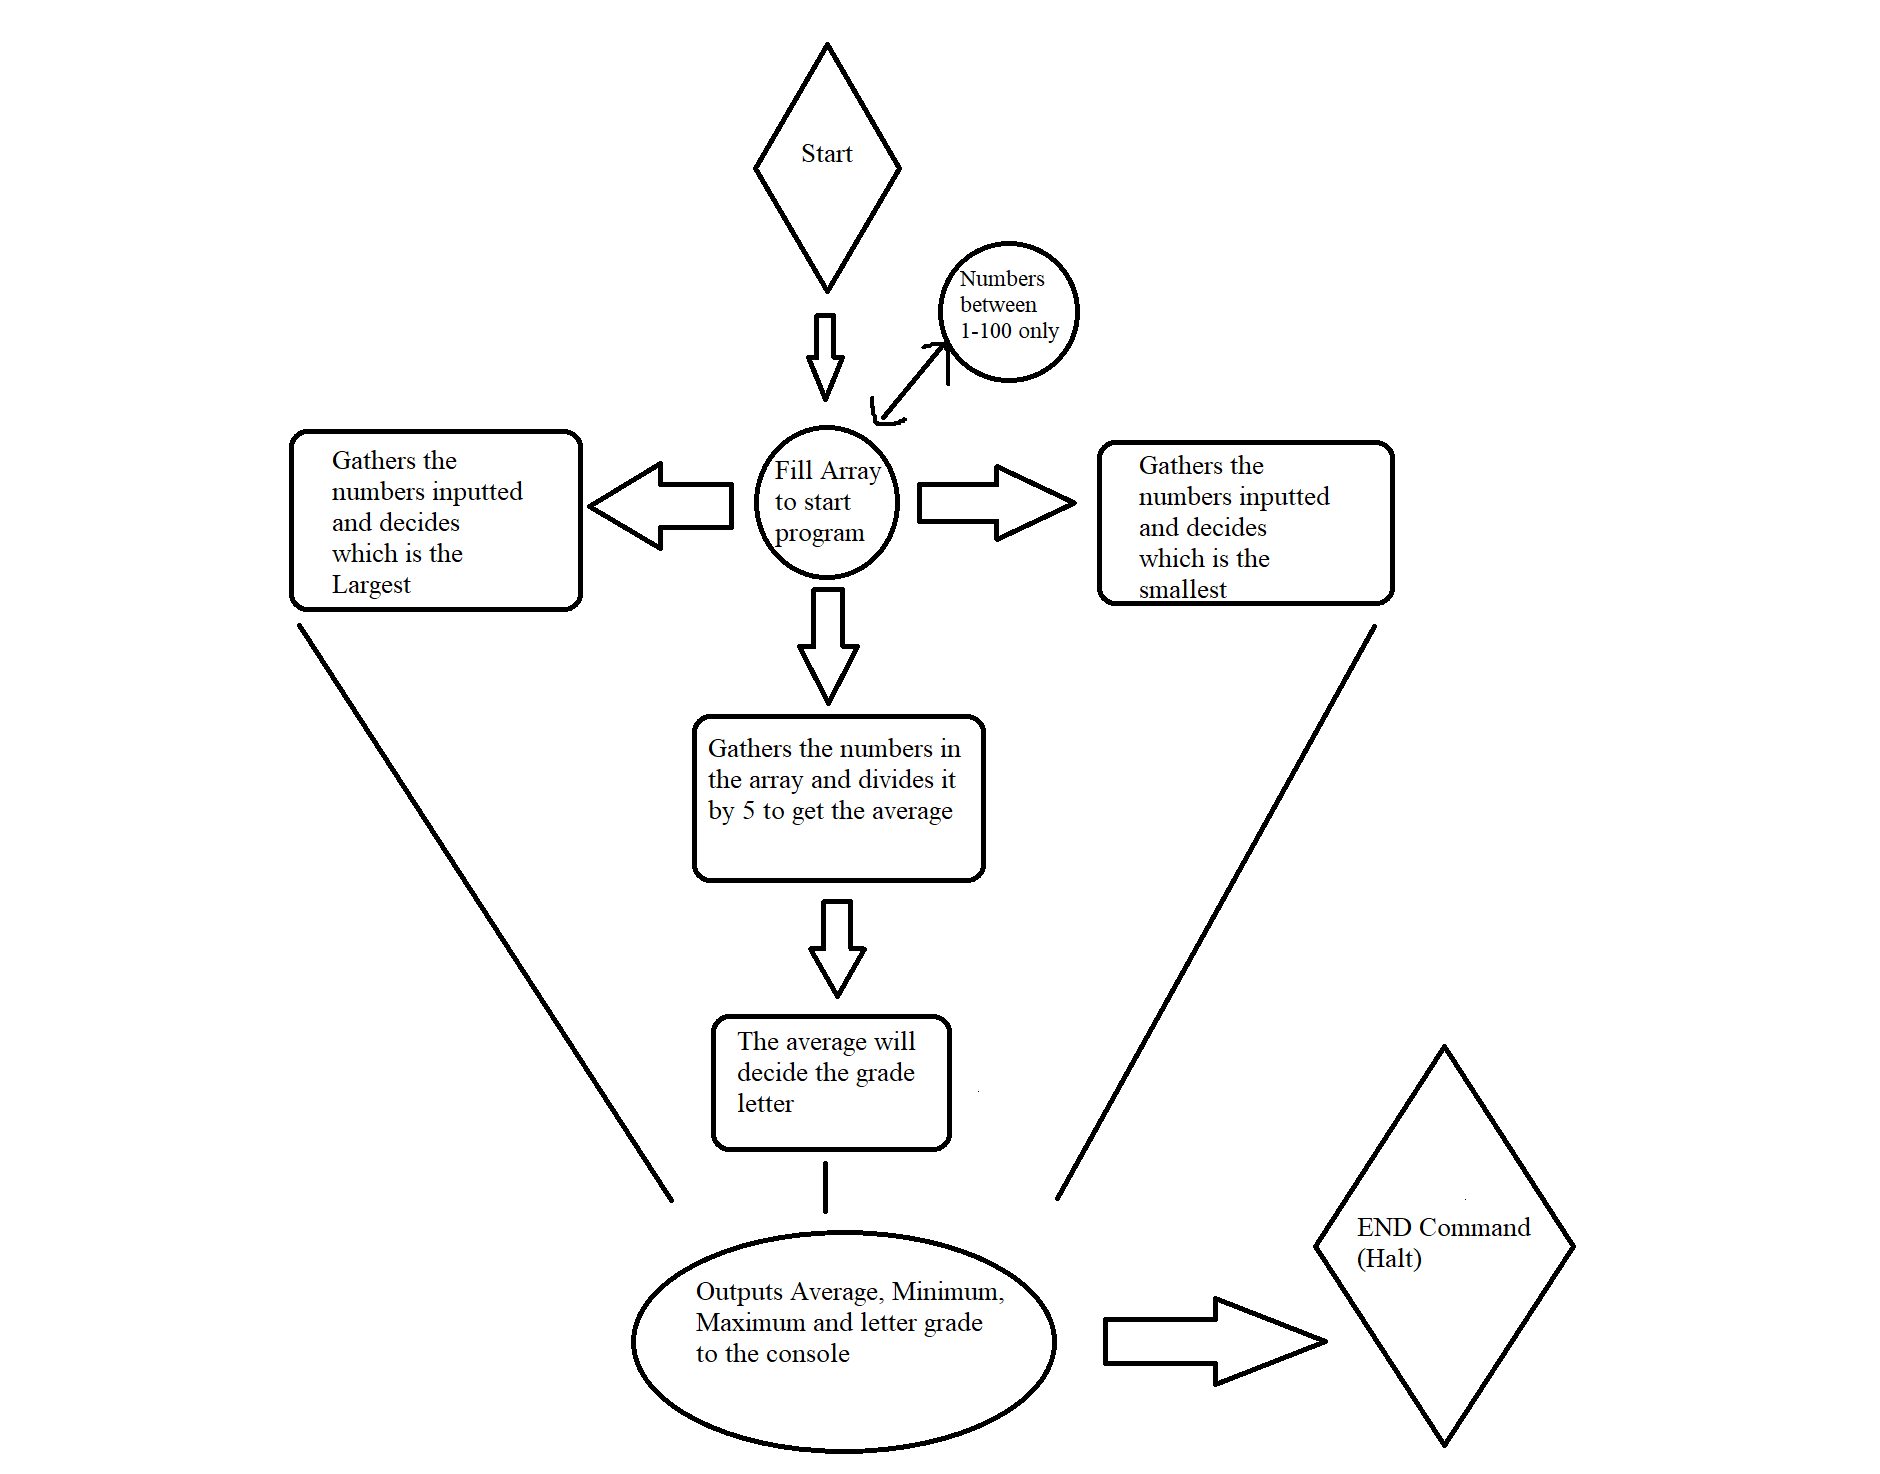 Start
Numbers
between
1-100 only
Gathers the
numbers inputted
and decides
which is the
Largest
Fill Array
to start
program
Gathers the
numbers inputted
and decides
which is the
smallest
Gathers the numbers in
the array and divides it
by 5 to get the average
The average will
decide the grade
letter
END Command
(Halt)
Outputs Average, Minimum,
Maximum and letter grade
to the console